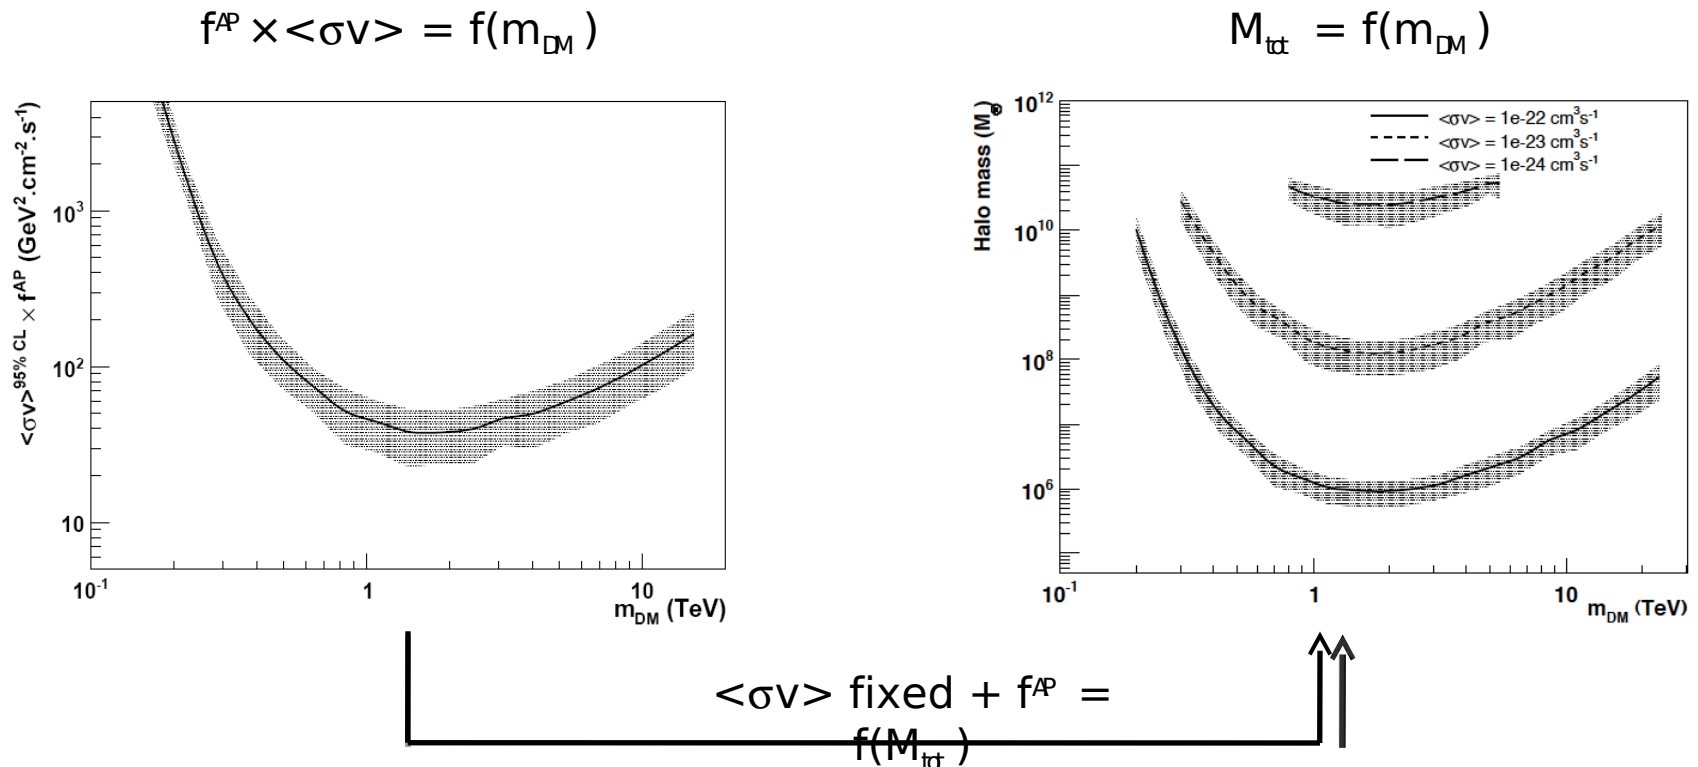 f^AP × <σv> = f(m_DM)
M_tot = f(m_DM)
<σv>^95% CL × f^AP (GeV².cm⁻².s⁻¹)
10³
10²
10
10⁻¹
1
10
m_DM (TeV)
Halo mass (M_⊙)
10¹²
10¹⁰
10⁸
10⁶
<σv> = 1e-22 cm³s⁻¹
<σv> = 1e-23 cm³s⁻¹
<σv> = 1e-24 cm³s⁻¹
10⁻¹
1
10
m_DM (TeV)
<σv> fixed + f^AP =
f(M_tot)